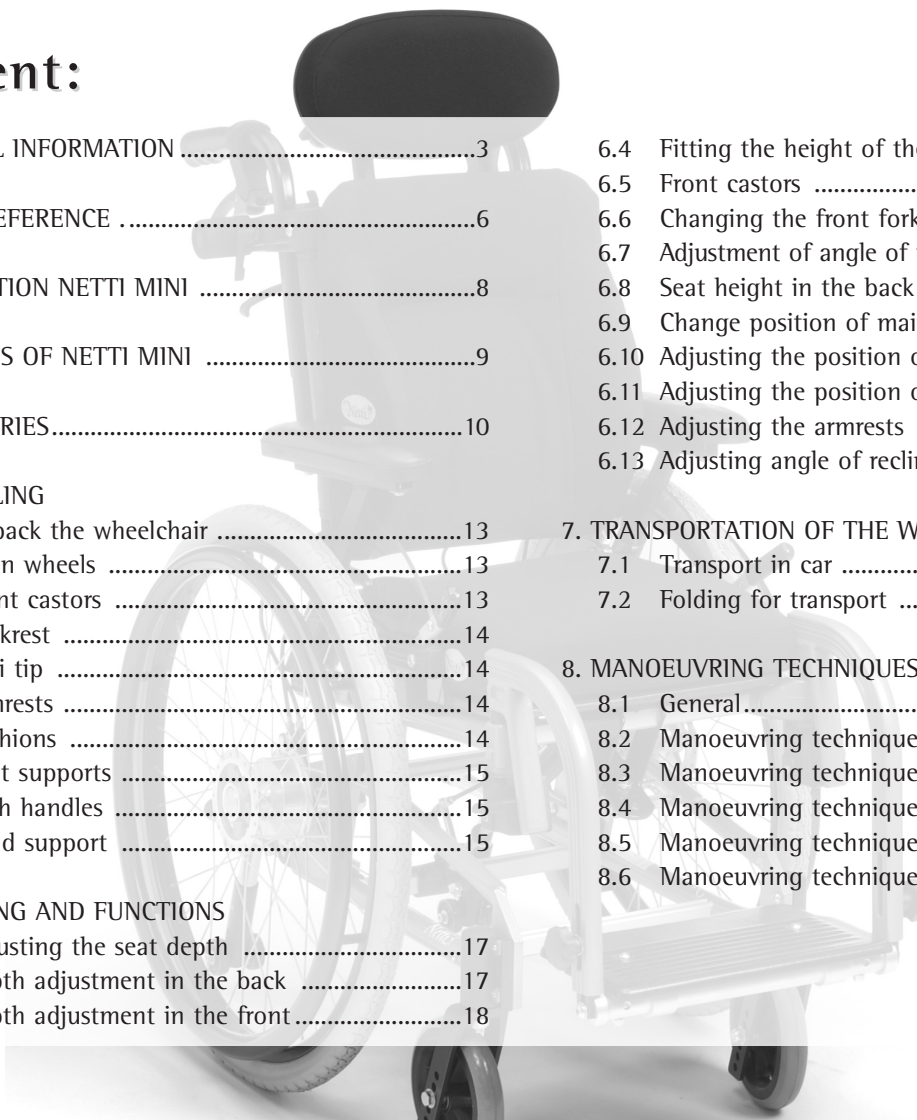 ent:
L INFORMATION ..........3
EFERENCE ..........6
TION NETTI MINI ..........8
S OF NETTI MINI ..........9
RIES ..........10
LING
back the wheelchair ..........13
n wheels ..........13
nt castors ..........13
krest ..........14
i tip ..........14
mrests ..........14
hions ..........14
t supports ..........15
h handles ..........15
d support ..........15
NG AND FUNCTIONS
usting the seat depth ..........17
pth adjustment in the back ..........17
pth adjustment in the front ..........18
6.4 Fitting the height of the
6.5 Front castors ..........
6.6 Changing the front fork
6.7 Adjustment of angle of
6.8 Seat height in the back
6.9 Change position of mai
6.10 Adjusting the position o
6.11 Adjusting the position o
6.12 Adjusting the armrests
6.13 Adjusting angle of reclin
7. TRANSPORTATION OF THE W
7.1 Transport in car ..........
7.2 Folding for transport ...
8. MANOEUVRING TECHNIQUES
8.1 General ..........
8.2 Manoeuvring technique
8.3 Manoeuvring technique
8.4 Manoeuvring technique
8.5 Manoeuvring technique
8.6 Manoeuvring technique